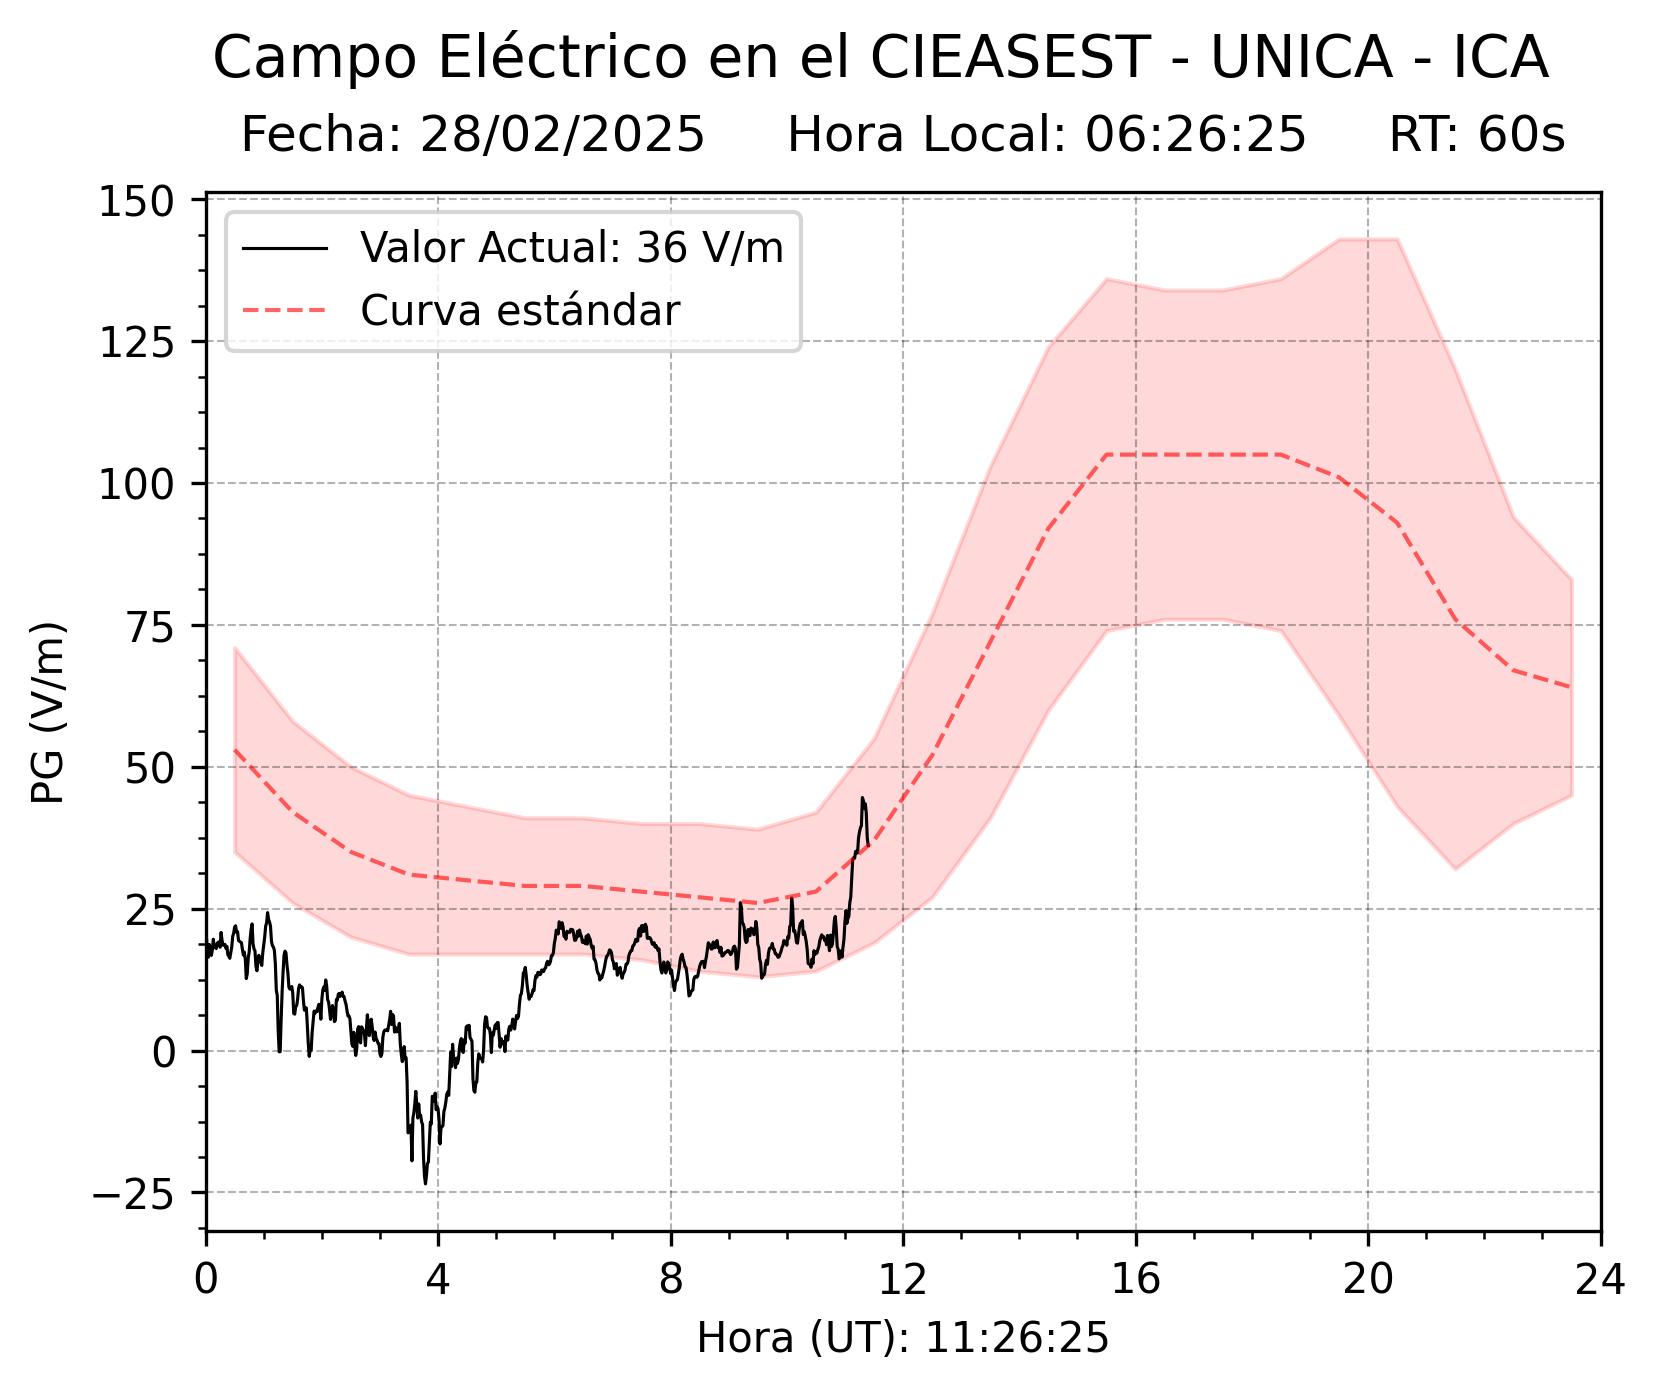 Campo Eléctrico en el CIEASEST - UNICA - ICA
Fecha: 28/02/2025 Hora Local: 06:26:25 RT: 60s
Valor Actual: 36 V/m
Curva estándar
150
125
100
75
50
25
0
−25
PG (V/m)
0 4 8 12 16 20 24
Hora (UT): 11:26:25